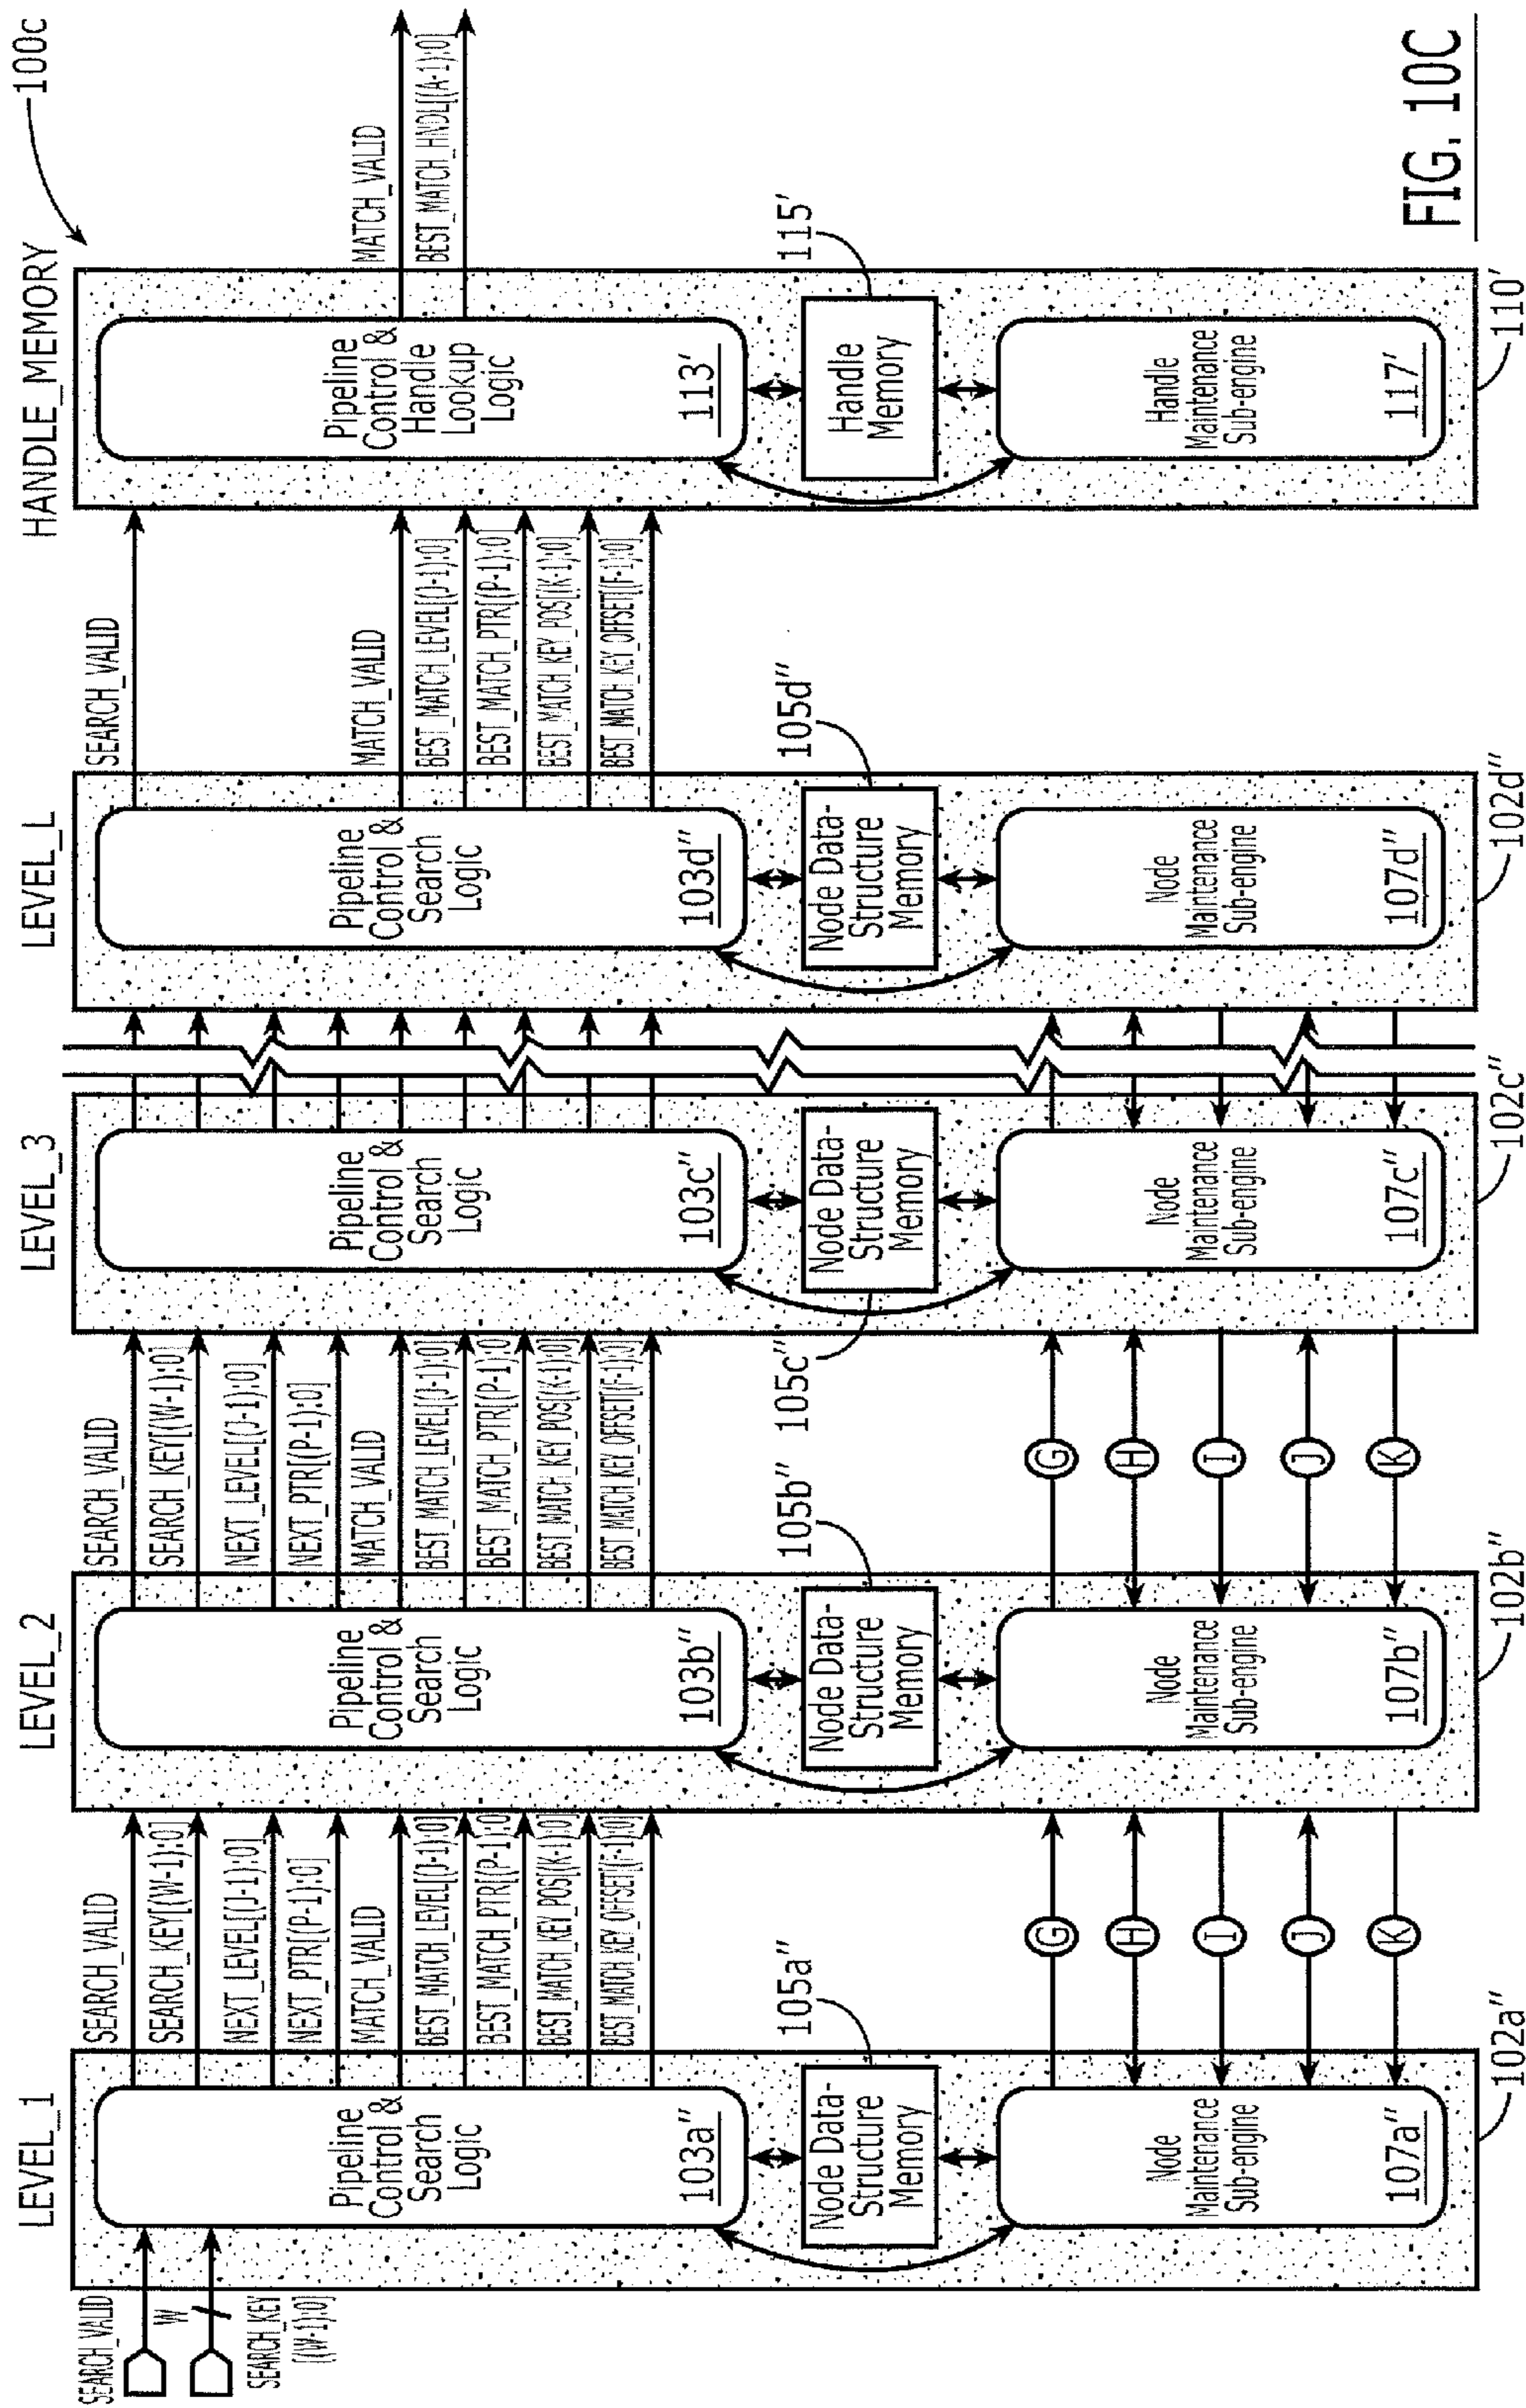 100c
LEVEL_1
LEVEL_2
LEVEL_3
LEVEL_L
HANDLE_MEMORY
SEARCH_VALID
W
SEARCH_KEY
[(W-1):0]
Pipeline
Control &
Search
Logic
103a''
Node Data-
Structure
Memory
105a''
Node
Maintenance
Sub-engine
107a''
102a''
SEARCH_VALID
SEARCH_KEY[(W-1):0]
NEXT_LEVEL[(J-1):0]
NEXT_PTR[(P-1):0]
MATCH_VALID
BEST_MATCH_LEVEL[(J-1):0]
BEST_MATCH_PTR[(P-1):0
BEST_MATCH_KEY_POS[(K-1):0]
BEST_MATCH_KEY_OFFSET[(F-1):0]
G
H
I
J
K
Pipeline
Control &
Search
Logic
103b''
Node Data-
Structure
Memory
105b''
Node
Maintenance
Sub-engine
107b''
102b''
SEARCH_VALID
SEARCH_KEY[(W-1):0]
NEXT_LEVEL[(J-1):0]
NEXT_PTR[(P-1):0]
MATCH_VALID
BEST_MATCH_LEVEL[(J-1):0]
BEST_MATCH_PTR[(P-1):0
BEST_MATCH_KEY_POS[(K-1):0]
BEST_MATCH_KEY_OFFSET[(F-1):0]
G
H
I
J
K
Pipeline
Control &
Search
Logic
103c''
Node Data-
Structure
Memory
105c''
Node
Maintenance
Sub-engine
107c''
102c''
Pipeline
Control &
Search
Logic
103d''
Node Data-
Structure
Memory
105d''
Node
Maintenance
Sub-engine
107d''
102d''
SEARCH_VALID
MATCH_VALID
BEST_MATCH_LEVEL[(J-1):0]
BEST_MATCH_PTR[(P-1):0]
BEST_MATCH_KEY_POS[(K-1):0]
BEST_MATCH_KEY_OFFSET[(F-1):0]
Pipeline
Control &
Handle
Lookup
Logic
113'
Handle
Memory
115'
Handle
Maintenance
Sub-engine
117'
110'
MATCH_VALID
BEST_MATCH_HNDL[(A-1):0]
FIG. 10C